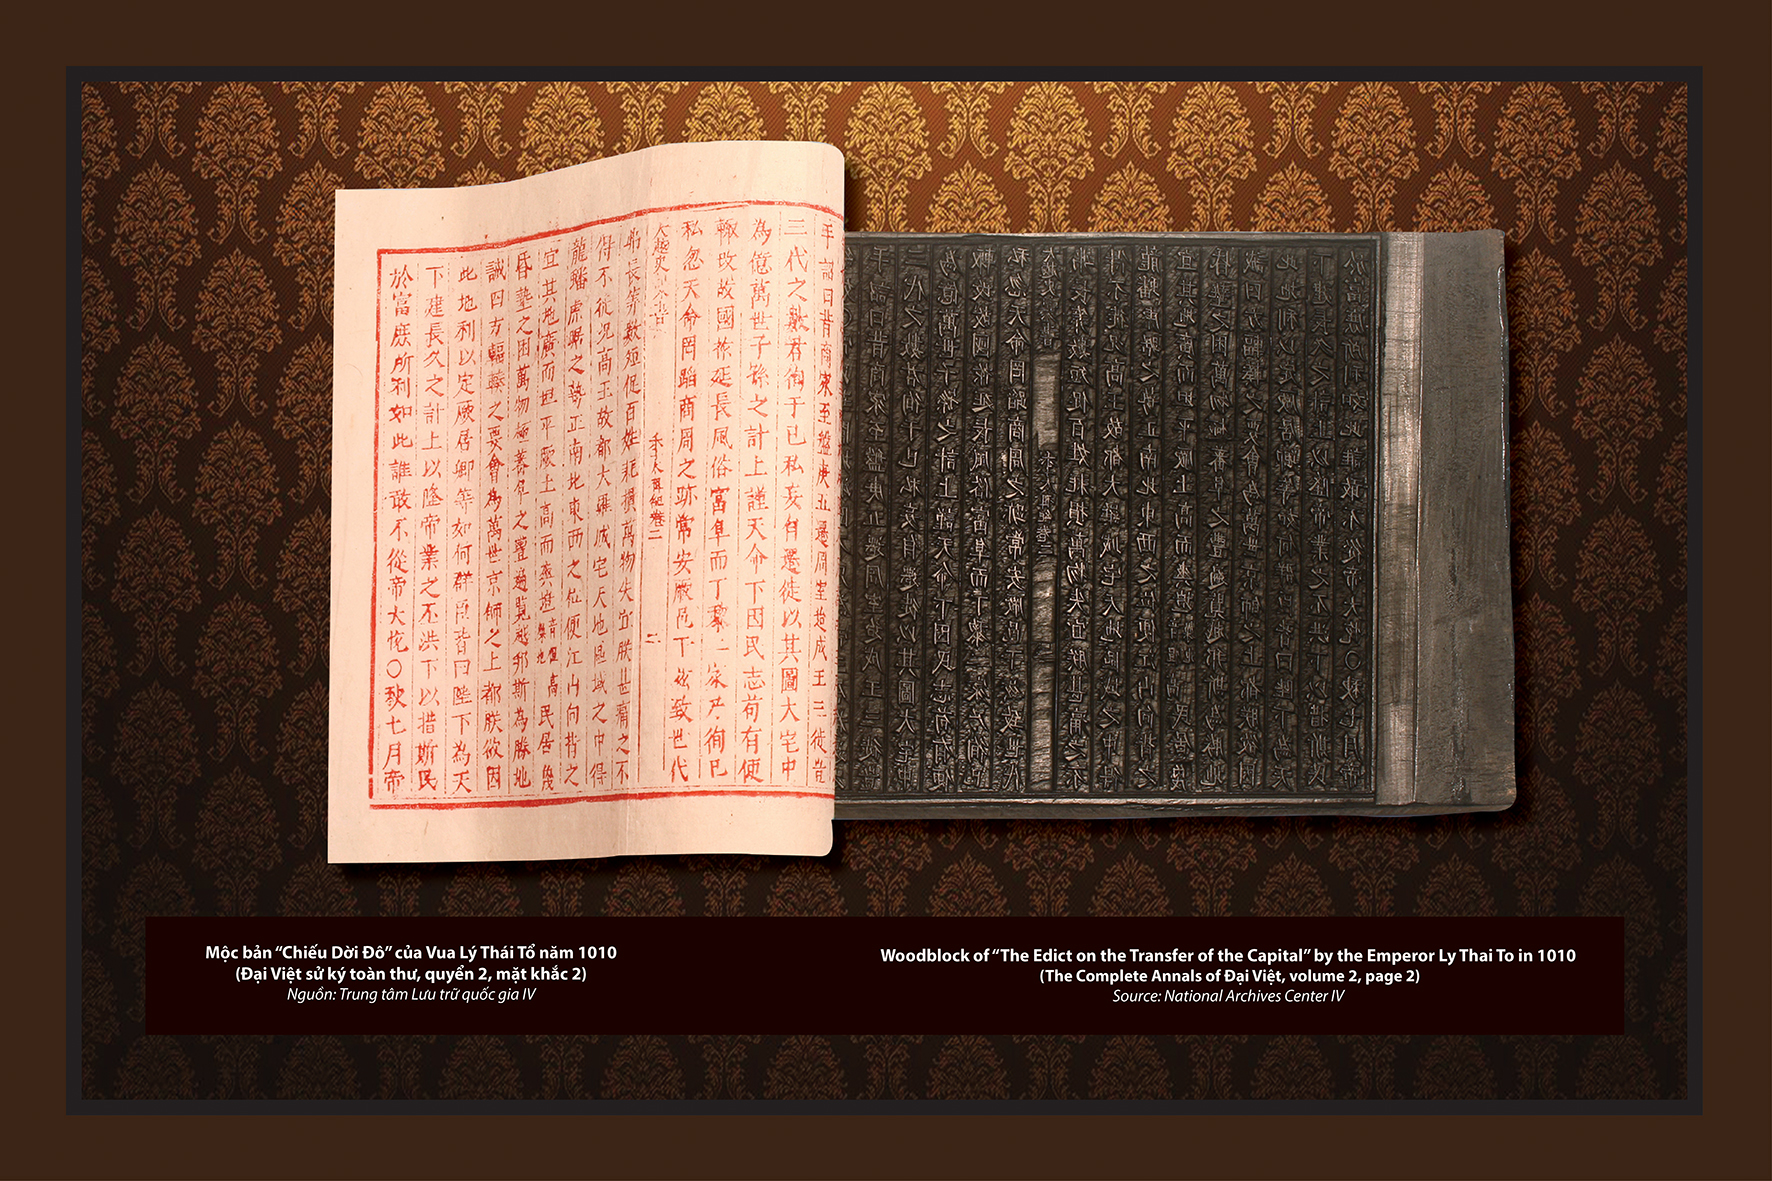 手詔曰昔商家至盤庚五遷周室迨成王三徙豈
三代之數君徇于己私妄自遷徙以其圖大宅中
為億萬世子孫之計上謹天命下因民志苟有便
輒改故國祚延長風俗富阜而丁黎二家乃徇己
私忽天命罔蹈商周之跡常安厥邑于玆致世代
大越史記 卷二 二
弗長算數短促百姓耗損萬物失宜朕甚痛之不
得不徙況高王故都大羅城宅天地區域之中得
龍蟠虎踞之勢正南北東西之位便江山向背之
宜其地廣而坦平厥土高而爽塏 民居蔑
昏墊之困萬物極蕃阜之豐遍覽越邦斯為勝地
誠四方輻輳之要會為萬世京師之上都朕欲因
此地利以定厥居卿等如何群臣皆曰陛下為天
下建長久之計上以隆帝業之丕洪下以措斯民
於富庶所利如此誰敢不從帝大悅○秋七月帝
Mộc bản “Chiếu Dời Đô” của Vua Lý Thái Tổ năm 1010
(Đại Việt sử ký toàn thư, quyển 2, mặt khắc 2)
Nguồn: Trung tâm Lưu trữ quốc gia IV
Woodblock of “The Edict on the Transfer of the Capital” by the Emperor Ly Thai To in 1010
(The Complete Annals of Đại Việt, volume 2, page 2)
Source: National Archives Center IV